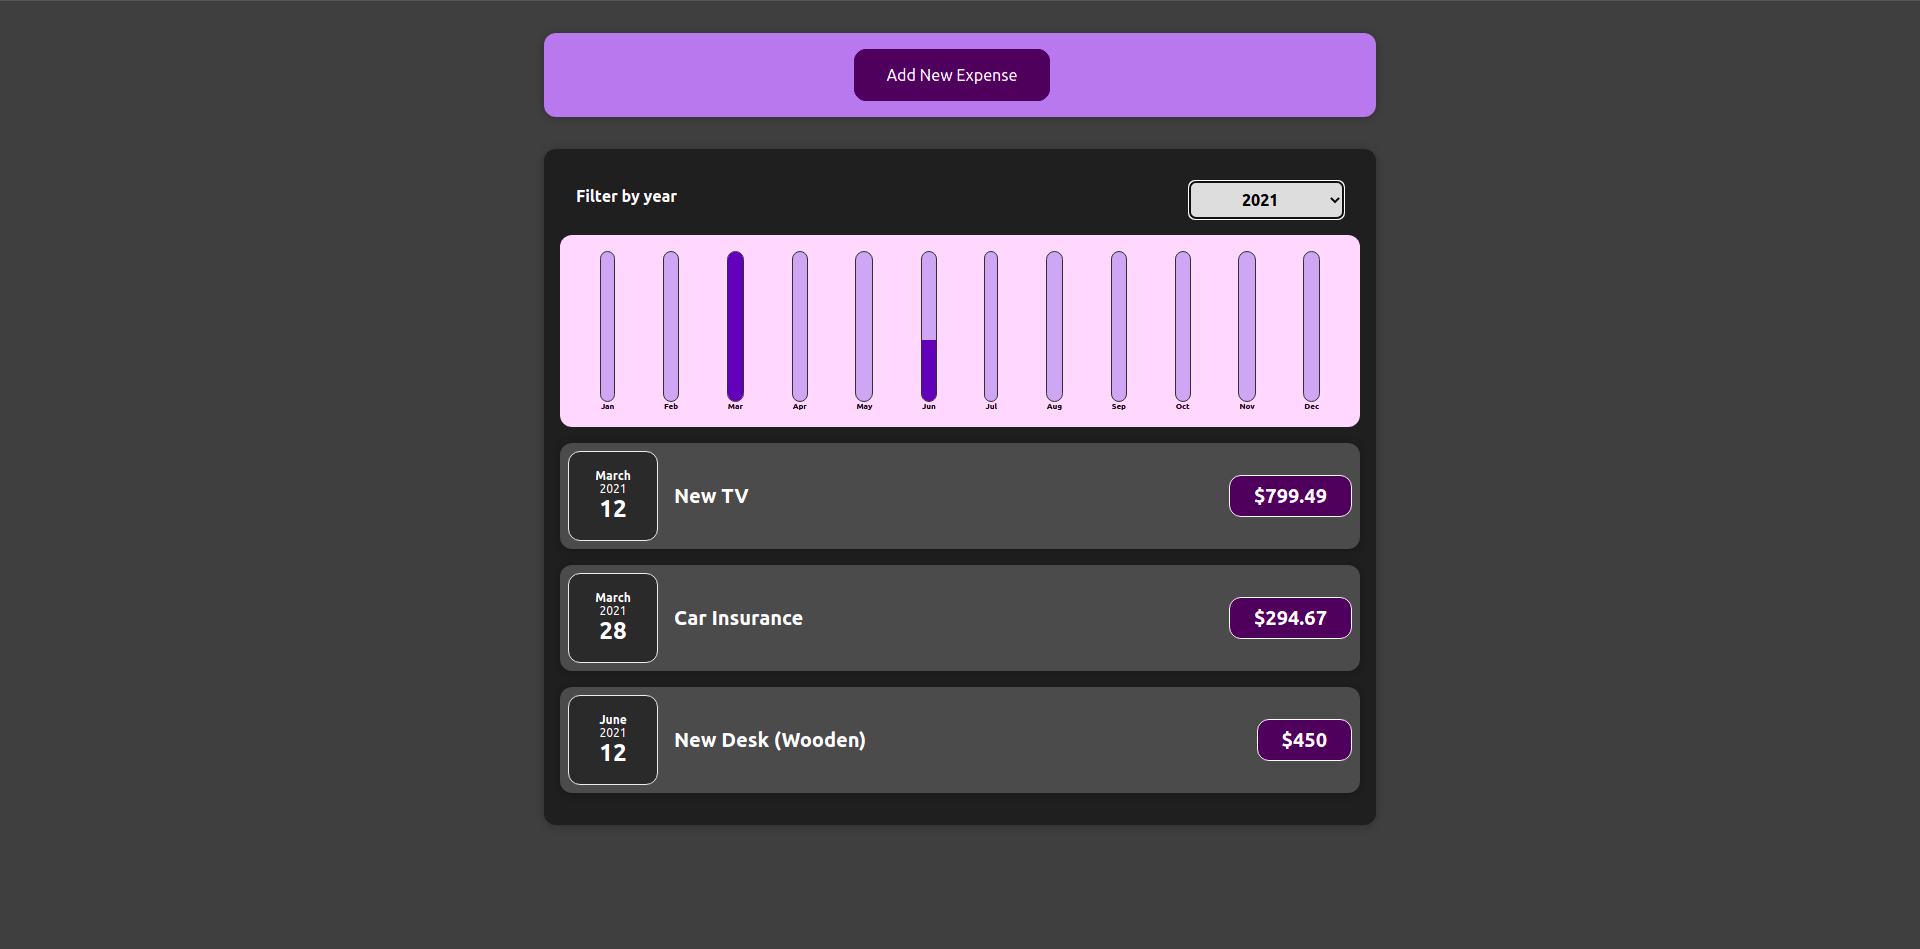 Add New Expense
Filter by year
2021
Jan Feb Mar Apr May Jun Jul Aug Sep Oct Nov Dec
March
2021
12
New TV
$799.49
March
2021
28
Car Insurance
$294.67
June
2021
12
New Desk (Wooden)
$450